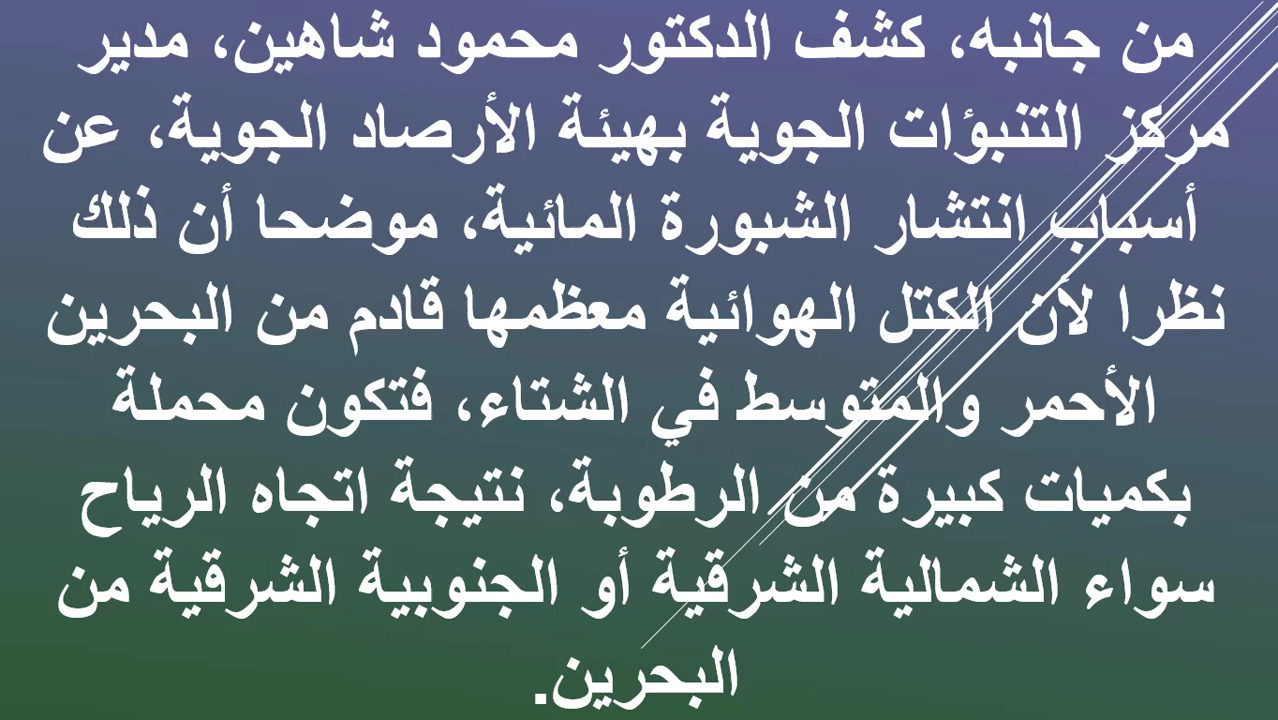 من جانبه، كشف الدكتور محمود شاهين، مدير
مركز التنبؤات الجوية بهيئة الأرصاد الجوية، عن
أسباب انتشار الشبورة المائية، موضحا أن ذلك
نظرا لأن الكتل الهوائية معظمها قادم من البحرين
الأحمر والمتوسط في الشتاء، فتكون محملة
بكميات كبيرة من الرطوبة، نتيجة اتجاه الرياح
سواء الشمالية الشرقية أو الجنوبية الشرقية من
البحرين.